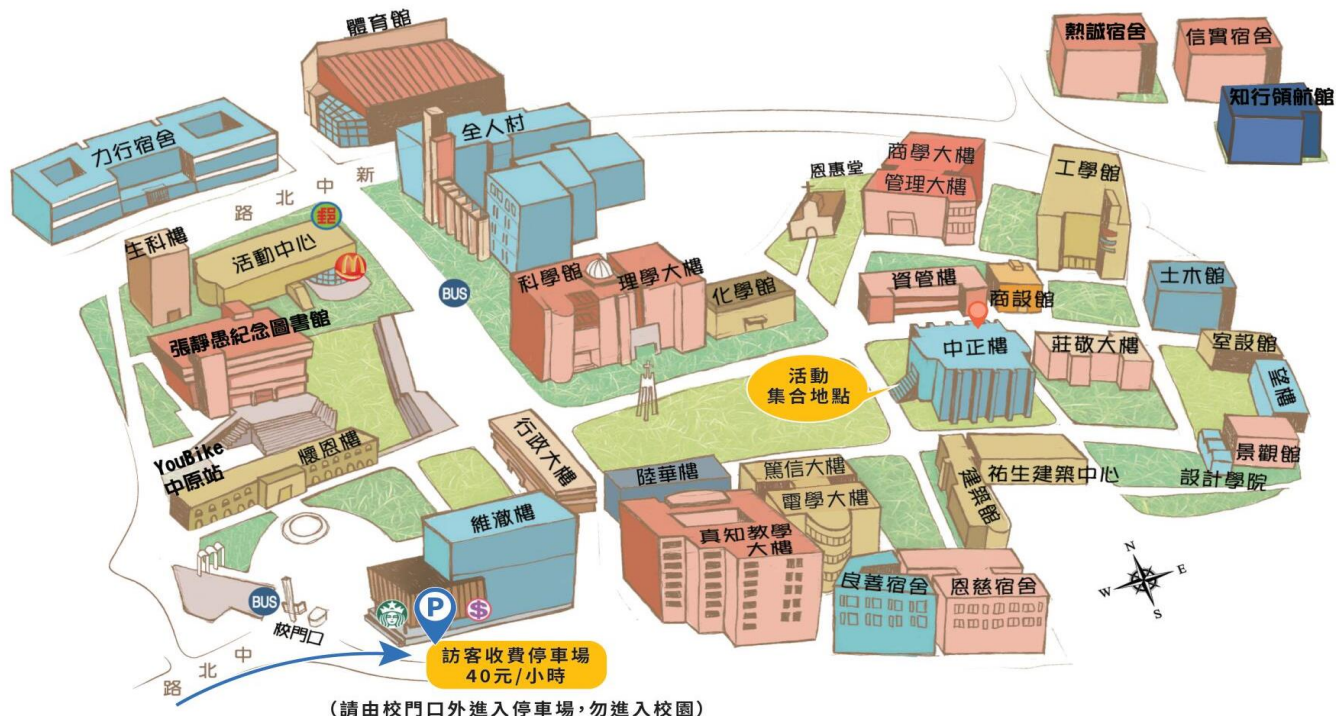 體育館
熱誠宿舍
信實宿舍
知行領航館
力行宿舍
全人村
新中北路
恩惠堂
商學大樓
管理大樓
工學館
生科樓
活動中心
郵
BUS
科學館
理學大樓
化學館
資管樓
商設館
土木館
張靜愚紀念圖書館
中正樓
莊敬大樓
室設館
望樓
活動
集合地點
YouBike
中原站
懷恩樓
行政大樓
陸華樓
篤信大樓
電學大樓
建築館
祐生建築中心
景觀館
設計學院
維澈樓
真知教學
大樓
良善宿舍
恩慈宿舍
N
W
E
S
BUS
校門口
P
$
中北路
訪客收費停車場
40元/小時
(請由校門口外進入停車場,勿進入校園)